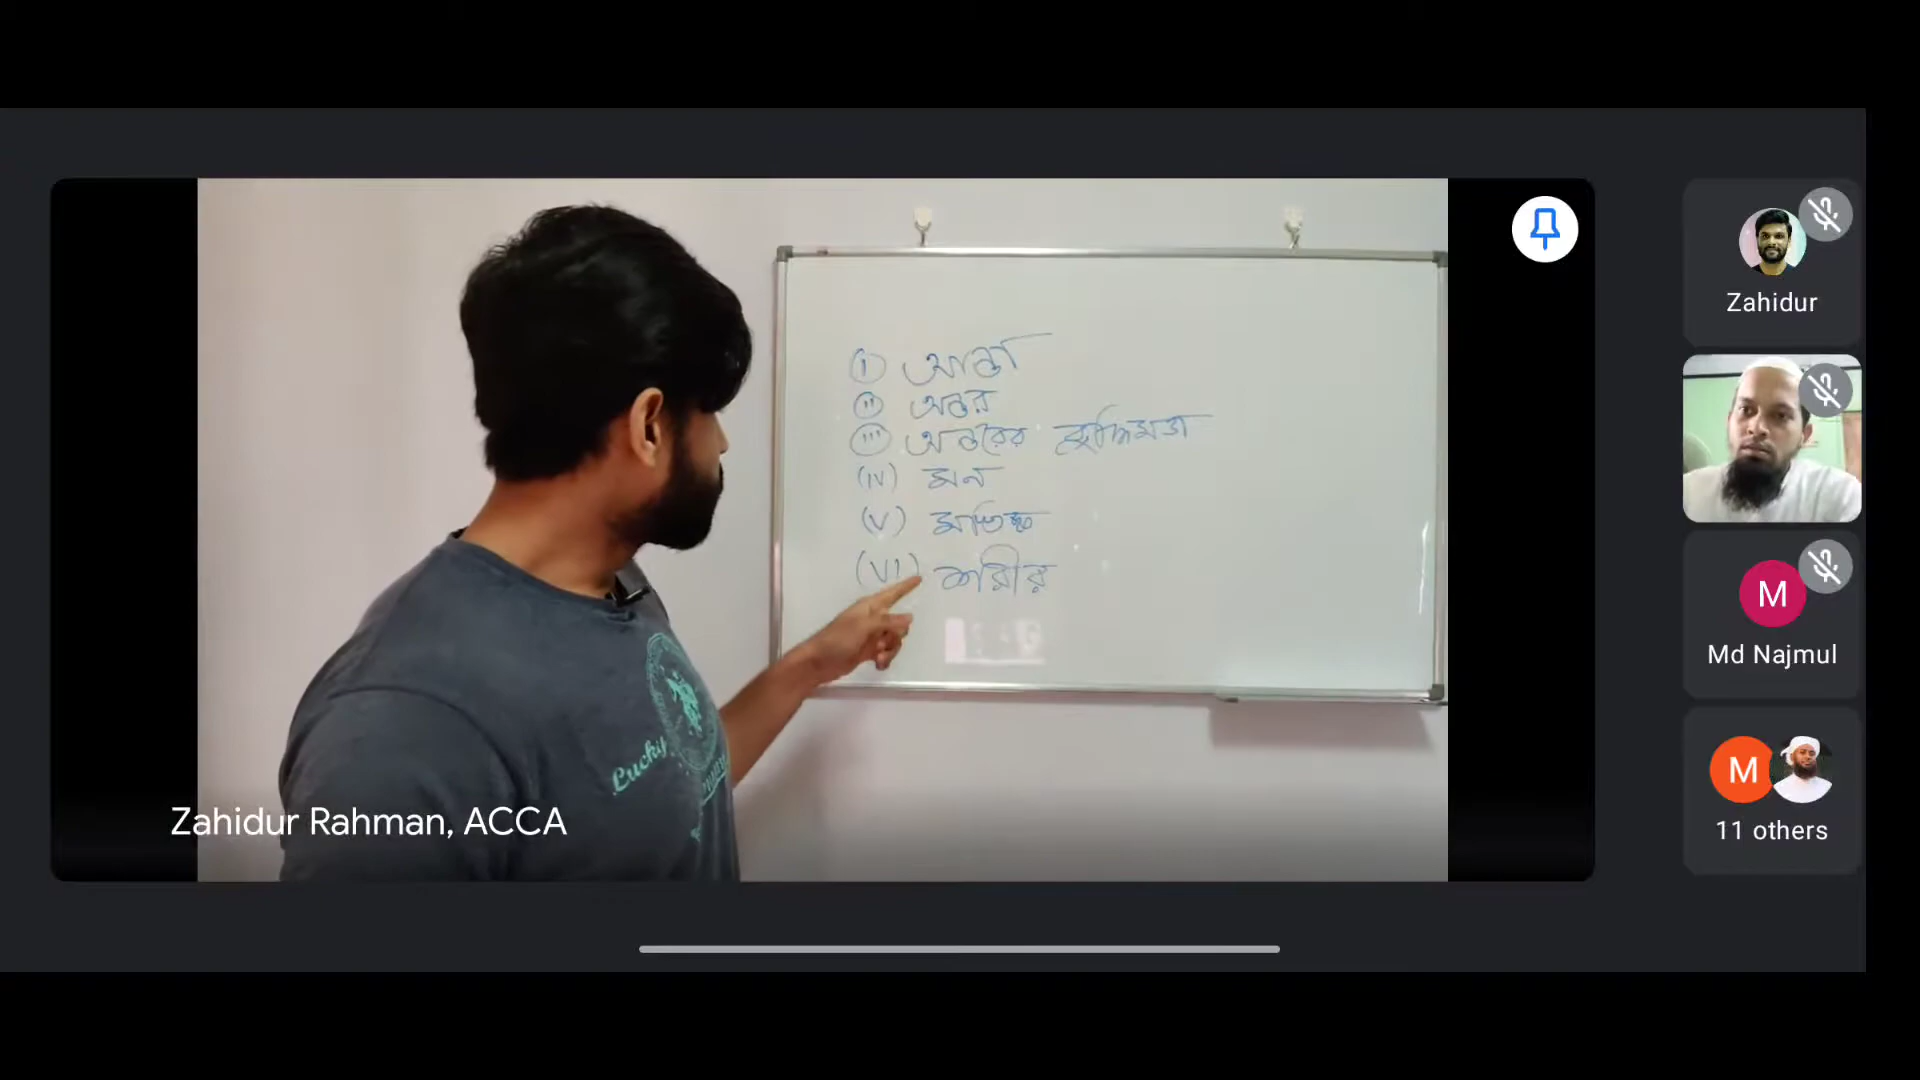 (i) আত্মা
(ii) অন্তর
(iii) অন্তরের বুদ্ধিমত্তা
(iv) মন
(v) মস্তিষ্ক
(VI) শরীর
Lucky
Zahidur Rahman, ACCA
Zahidur
M
Md Najmul
M
11 others